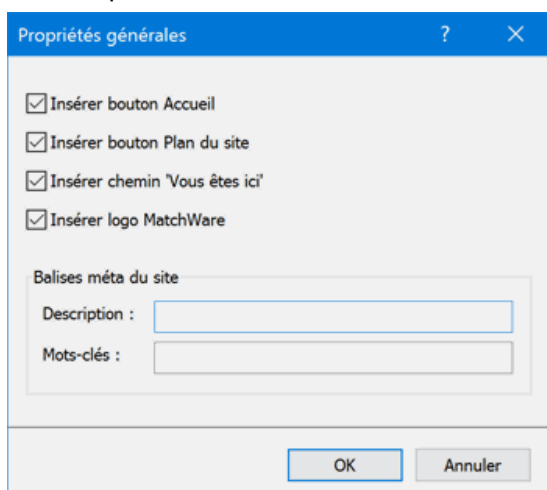 Propriétés générales ?
Insérer bouton Accueil
Insérer bouton Plan du site
Insérer chemin 'Vous êtes ici'
Insérer logo MatchWare
Balises méta du site
Description :
Mots-clés :
OK Annuler